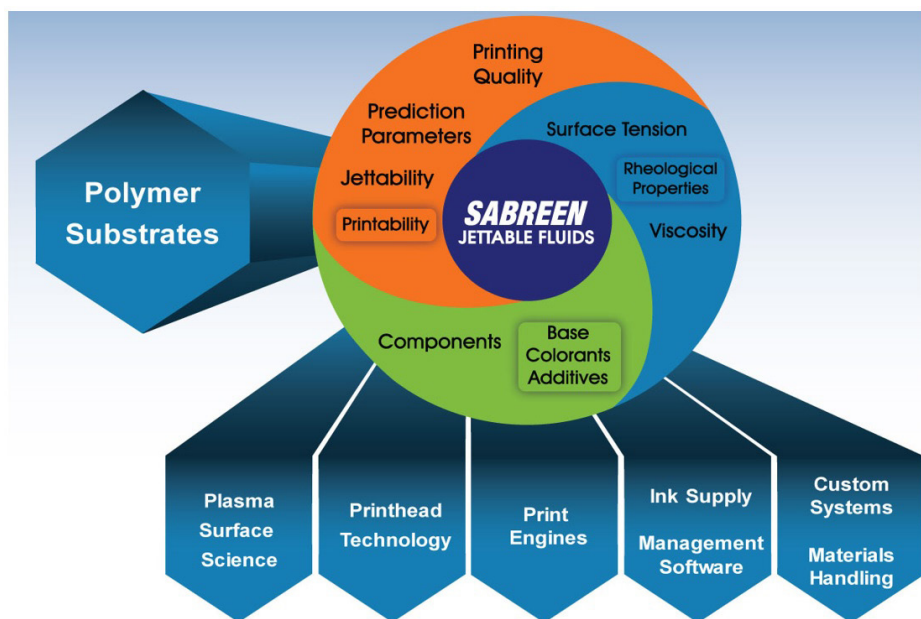 Printing
Quality
Prediction
Parameters
Jettability
Printability
Surface Tension
Rheological
Properties
Viscosity
SABREEN
JETTABLE FLUIDS
Components
Base
Colorants
Additives
Polymer
Substrates
Plasma
Surface
Science
Printhead
Technology
Print
Engines
Ink Supply
Management
Software
Custom
Systems
Materials
Handling